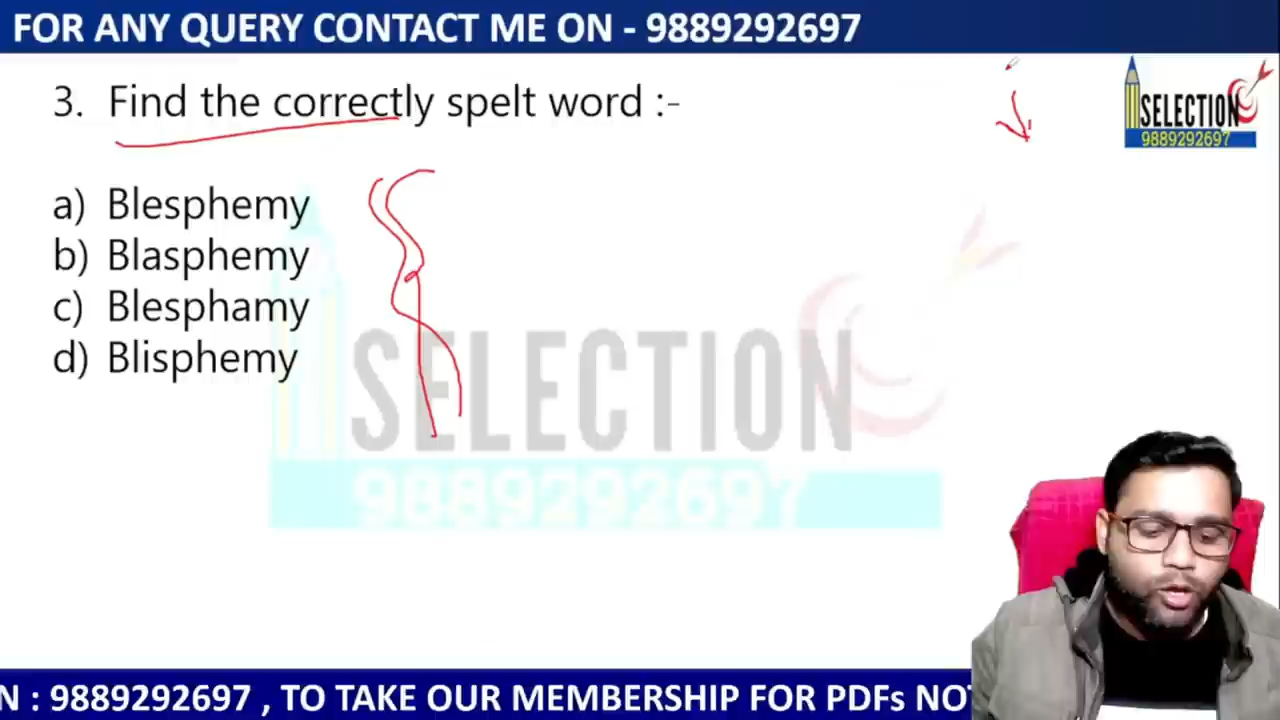 FOR ANY QUERY CONTACT ME ON - 9889292697
SELECTION
9889292697
3. Find the correctly spelt word :-
a) Blesphemy
b) Blasphemy
c) Blesphamy
d) Blisphemy
SELECTION
9889292697
N : 9889292697 , TO TAKE OUR MEMBERSHIP FOR PDFs NO